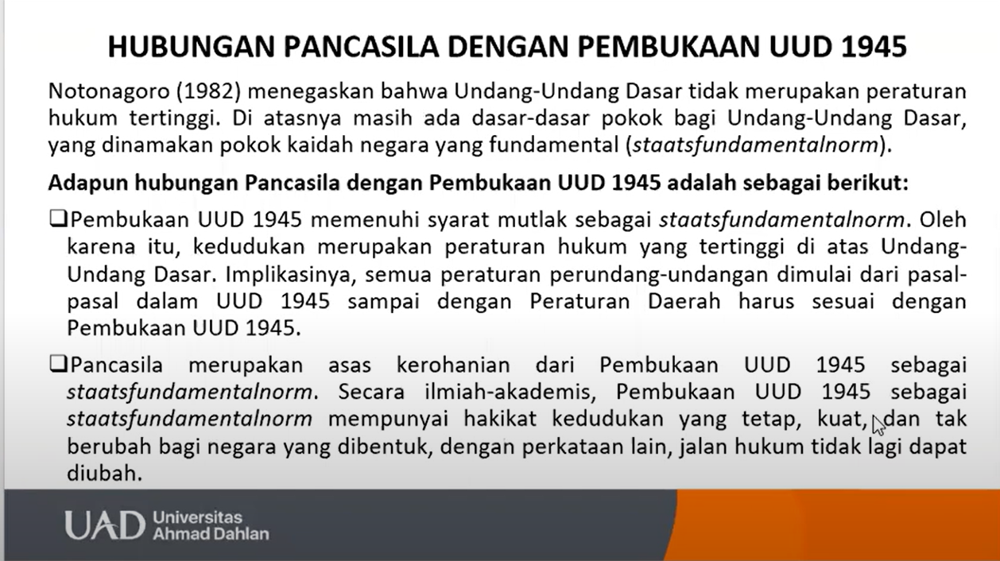 HUBUNGAN PANCASILA DENGAN PEMBUKAAN UUD 1945
Notonagoro (1982) menegaskan bahwa Undang-Undang Dasar tidak merupakan peraturan
hukum tertinggi. Di atasnya masih ada dasar-dasar pokok bagi Undang-Undang Dasar,
yang dinamakan pokok kaidah negara yang fundamental (staatsfundamentalnorm).
Adapun hubungan Pancasila dengan Pembukaan UUD 1945 adalah sebagai berikut:
❑Pembukaan UUD 1945 memenuhi syarat mutlak sebagai staatsfundamentalnorm. Oleh
karena itu, kedudukan merupakan peraturan hukum yang tertinggi di atas Undang-
Undang Dasar. Implikasinya, semua peraturan perundang-undangan dimulai dari pasal-
pasal dalam UUD 1945 sampai dengan Peraturan Daerah harus sesuai dengan
Pembukaan UUD 1945.
❑Pancasila merupakan asas kerohanian dari Pembukaan UUD 1945 sebagai
staatsfundamentalnorm. Secara ilmiah-akademis, Pembukaan UUD 1945 sebagai
staatsfundamentalnorm mempunyai hakikat kedudukan yang tetap, kuat, dan tak
berubah bagi negara yang dibentuk, dengan perkataan lain, jalan hukum tidak lagi dapat
diubah.
UAD Universitas
Ahmad Dahlan